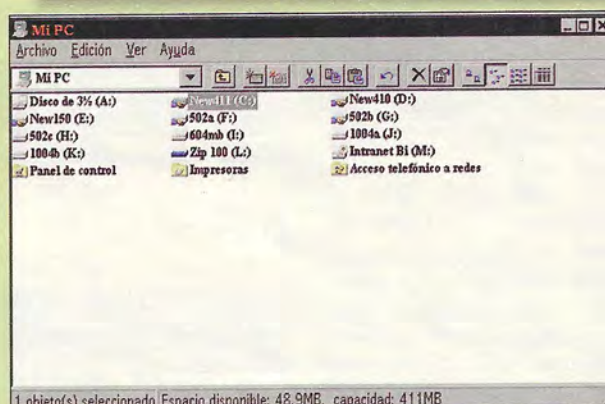 Mi PC
Archivo Edición Ver Ayuda
Mi PC
Disco de 3½ (A:) New411 (C:) New410 (D:)
New150 (E:) 502a (F:) 502b (G:)
502c (H:) 604mb (I:) 1004a (J:)
1004b (K:) Zip 100 (L:) Intranet Bi (M:)
Panel de control Impresoras Acceso telefónico a redes
1 objeto(s) seleccionado Espacio disponible: 48,9MB, capacidad: 411MB